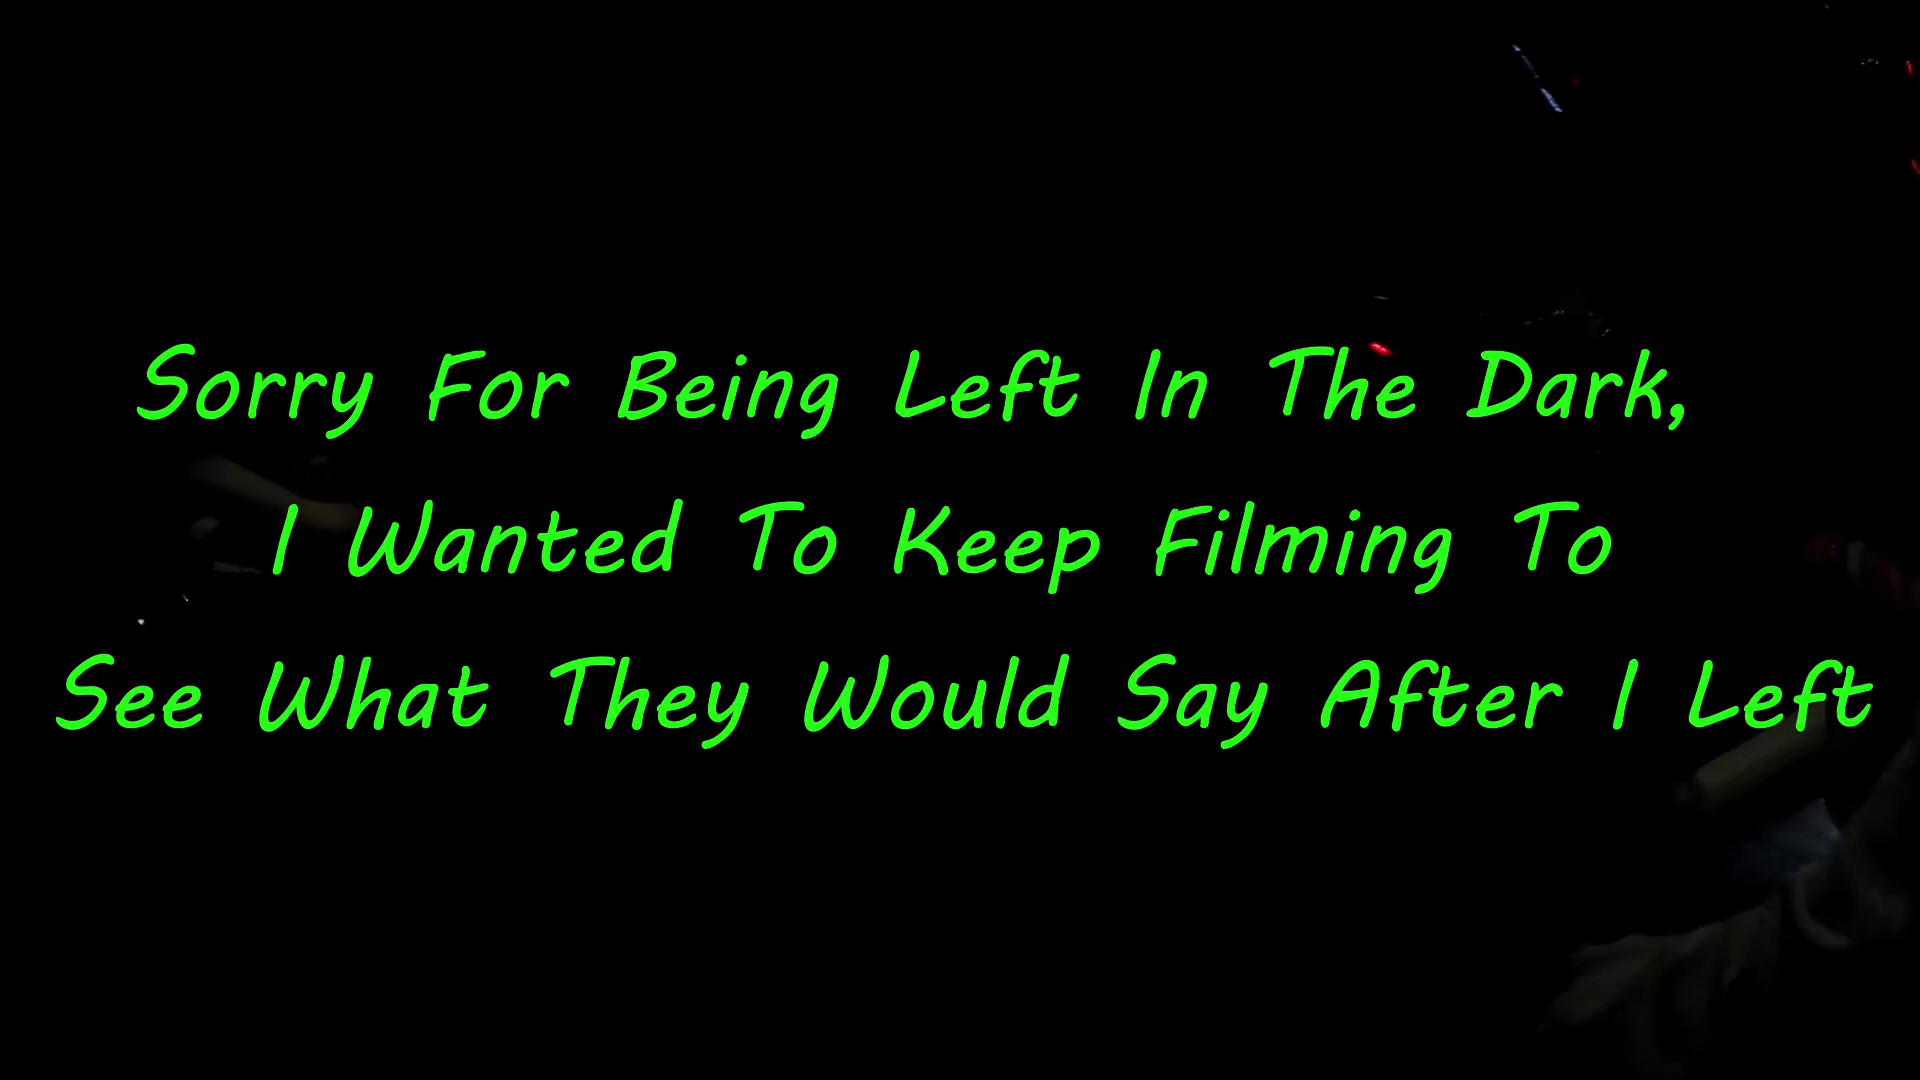 Sorry For Being Left In The Dark,
I Wanted To Keep Filming To
See What They Would Say After I Left